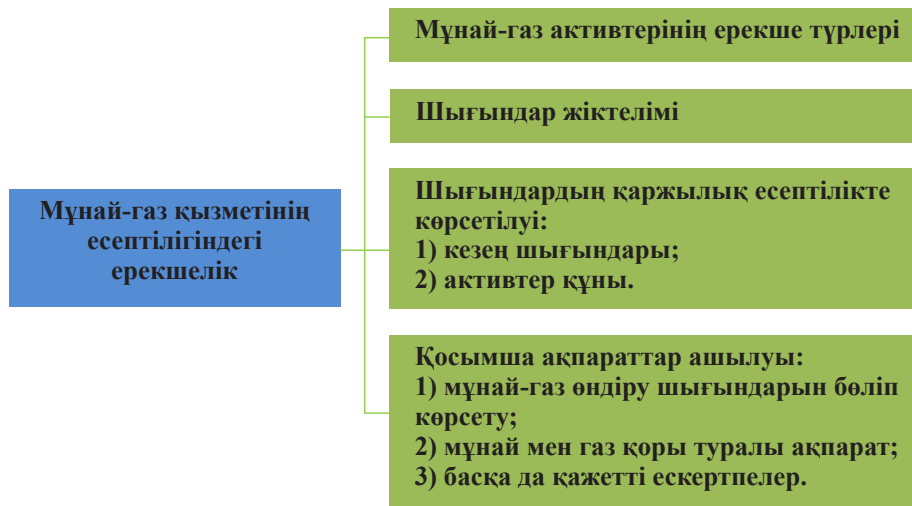 Мұнай-газ қызметінің
есептілігіндегі
ерекшелік
Мұнай-газ активтерінің ерекше түрлері
Шығындар жіктелімі
Шығындардың қаржылық есептілікте
көрсетілуі:
1) кезең шығындары;
2) активтер құны.
Қосымша ақпараттар ашылуы:
1) мұнай-газ өндіру шығындарын бөліп
көрсету;
2) мұнай мен газ қоры туралы ақпарат;
3) басқа да қажетті ескертпелер.